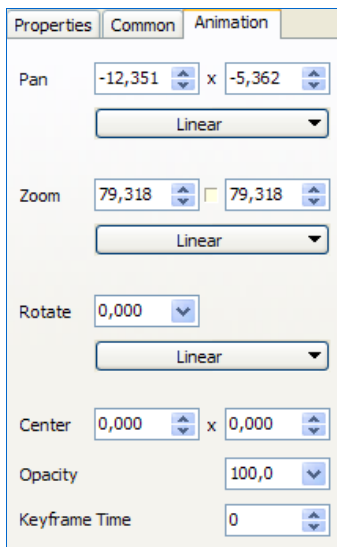 Properties Common Animation
Pan -12,351 x -5,362
Linear
Zoom 79,318 79,318
Linear
Rotate 0,000
Linear
Center 0,000 x 0,000
Opacity 100,0
Keyframe Time 0